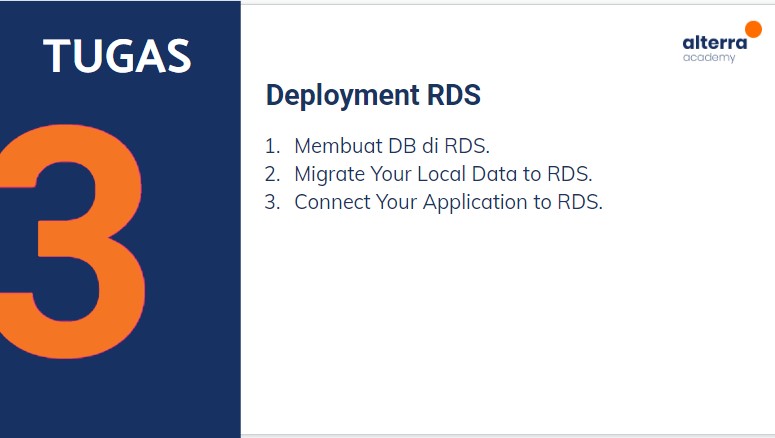 TUGAS
3
alterra
academy
Deployment RDS
1. Membuat DB di RDS.
2. Migrate Your Local Data to RDS.
3. Connect Your Application to RDS.